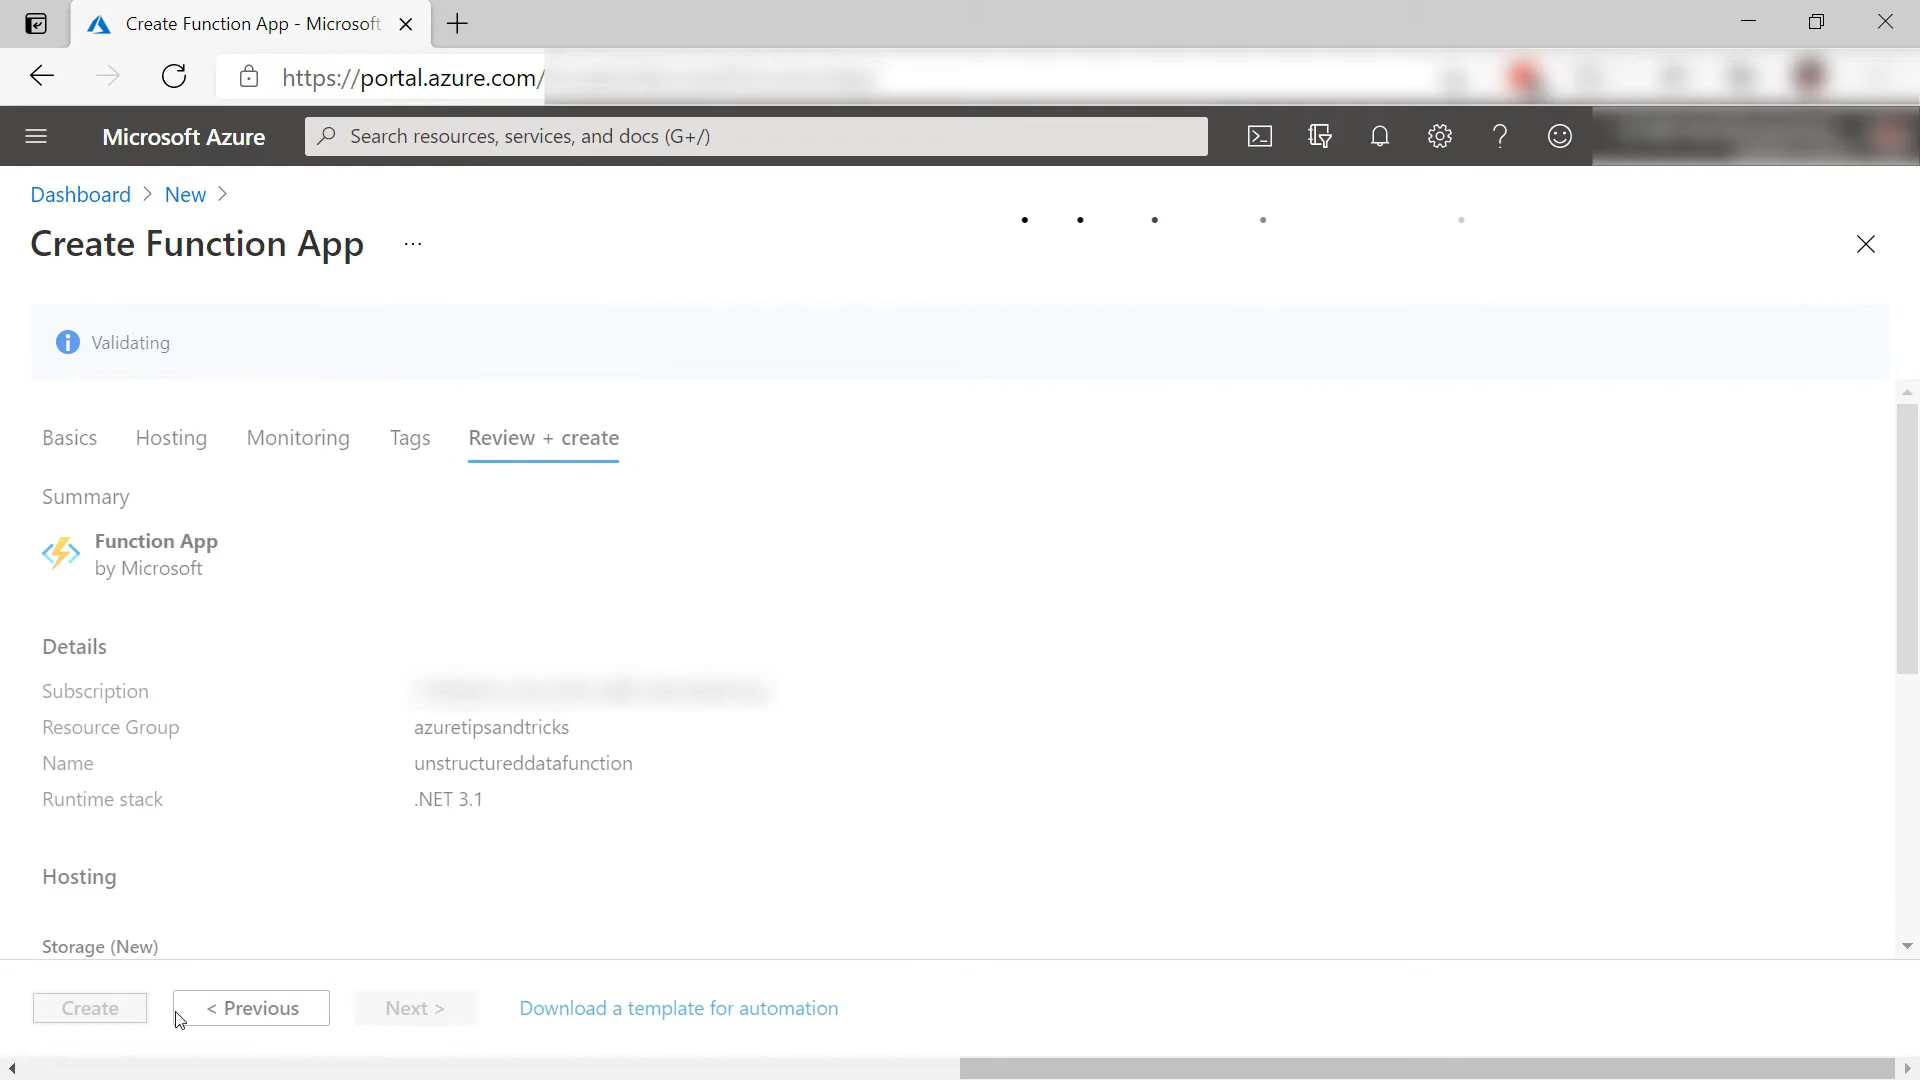 Create Function App - Microsoft
https://portal.azure.com/
Microsoft Azure
Search resources, services, and docs (G+/)
Dashboard > New >
Create Function App ...
Validating
Basics Hosting Monitoring Tags Review + create
Summary
Function App
by Microsoft
Details
Subscription
Resource Group azuretipsandtricks
Name unstructureddatafunction
Runtime stack .NET 3.1
Hosting
Storage (New)
Create < Previous Next > Download a template for automation